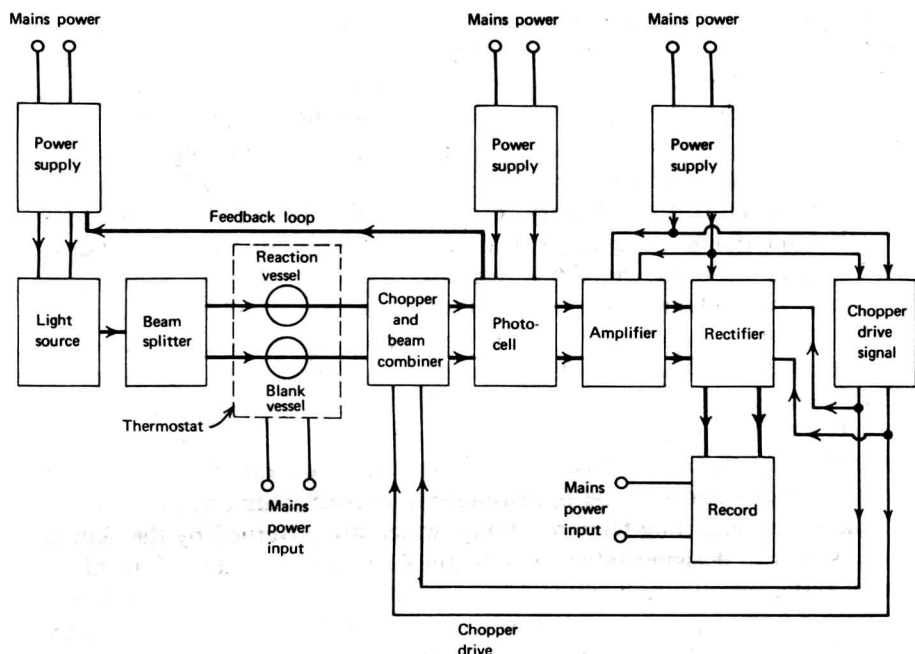 Mains power
Mains power
Mains power
Power
supply
Power
supply
Power
supply
Feedback loop
Reaction
vessel
Light
source
Beam
splitter
Chopper
and
beam
combiner
Photo-
cell
Amplifier
Rectifier
Chopper
drive
signal
Blank
vessel
Thermostat
Mains
power
input
Mains
power
input
Record
Chopper
drive